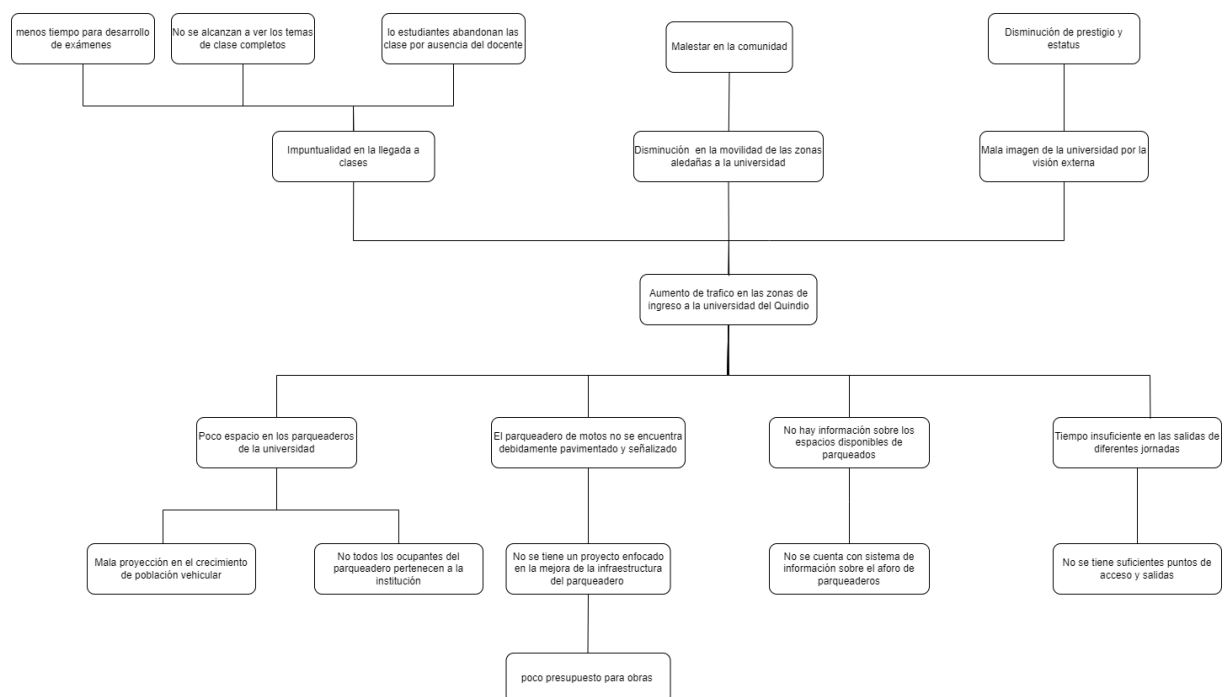 menos tiempo para desarrollo
de exámenes
No se alcanzan a ver los temas
de clase completos
lo estudiantes abandonan las
clase por ausencia del docente
Malestar en la comunidad
Disminución de prestigio y
estatus
Impuntualidad en la llegada a
clases
Disminución en la movilidad de las zonas
aledañas a la universidad
Mala imagen de la universidad por la
visión externa
Aumento de trafico en las zonas de
ingreso a la universidad del Quindio
Poco espacio en los parqueaderos
de la universidad
El parqueadero de motos no se encuentra
debidamente pavimentado y señalizado
No hay información sobre los
espacios disponibles de
parqueados
Tiempo insuficiente en las salidas de
diferentes jornadas
Mala proyección en el crecimiento
de población vehicular
No todos los ocupantes del
parqueadero pertenecen a la
institución
No se tiene un proyecto enfocado
en la mejora de la infraestructura
del parqueadero
No se cuenta con sistema de
información sobre el aforo de
parqueaderos
No se tiene suficientes puntos de
acceso y salidas
poco presupuesto para obras